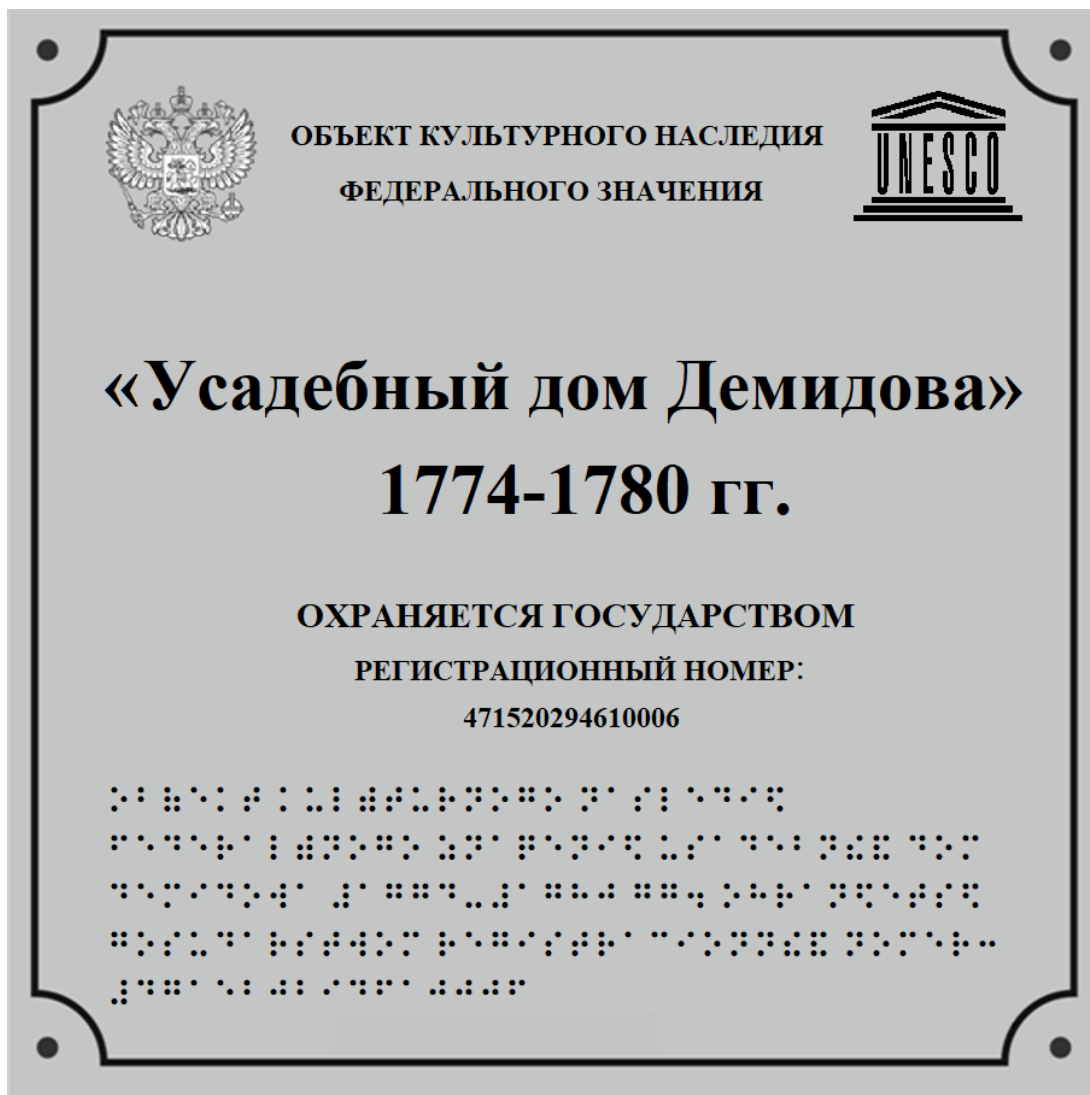 ОБЪЕКТ КУЛЬТУРНОГО НАСЛЕДИЯ
ФЕДЕРАЛЬНОГО ЗНАЧЕНИЯ
UNESCO
«Усадебный дом Демидова»
1774-1780 гг.
ОХРАНЯЕТСЯ ГОСУДАРСТВОМ
РЕГИСТРАЦИОННЫЙ НОМЕР:
471520294610006
⠕⠃⠷⠑⠅⠞ ⠅⠥⠇⠾⠞⠥⠗⠝⠕⠛⠕ ⠝⠁⠎⠇⠑⠙⠊⠫
⠋⠑⠙⠑⠗⠁⠇⠾⠝⠕⠛⠕ ⠵⠝⠁⠟⠑⠝⠊⠫ ⠥⠎⠁⠙⠑⠃⠝⠮⠯ ⠙⠕⠍
⠙⠑⠍⠊⠙⠕⠺⠁ ⠼⠁⠛⠛⠙⠤⠼⠁⠛⠓⠚ ⠛⠛⠲ ⠕⠓⠗⠁⠝⠫⠑⠞⠎⠫
⠛⠕⠎⠥⠙⠁⠗⠎⠞⠺⠕⠍ ⠗⠑⠛⠊⠎⠞⠗⠁⠉⠊⠕⠝⠝⠮⠯ ⠝⠕⠍⠑⠗⠒
⠼⠙⠛⠁⠑⠃⠚⠃⠊⠙⠋⠁⠚⠚⠚⠋